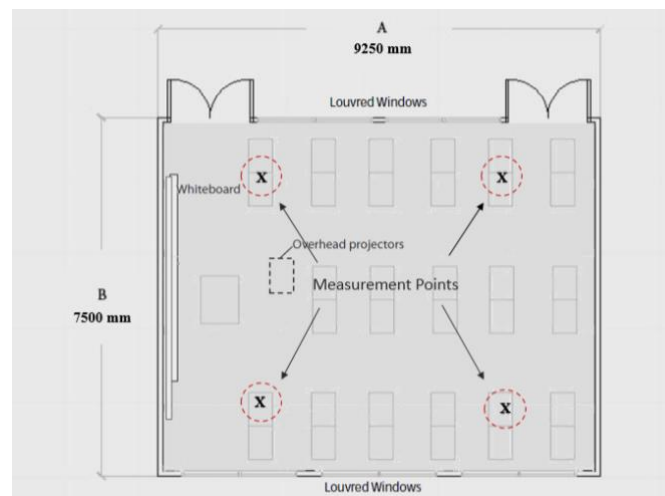 A
9250 mm
Louvred Windows
X
X
Whiteboard
Overhead projectors
Measurement Points
B
7500 mm
X
X
Louvred Windows